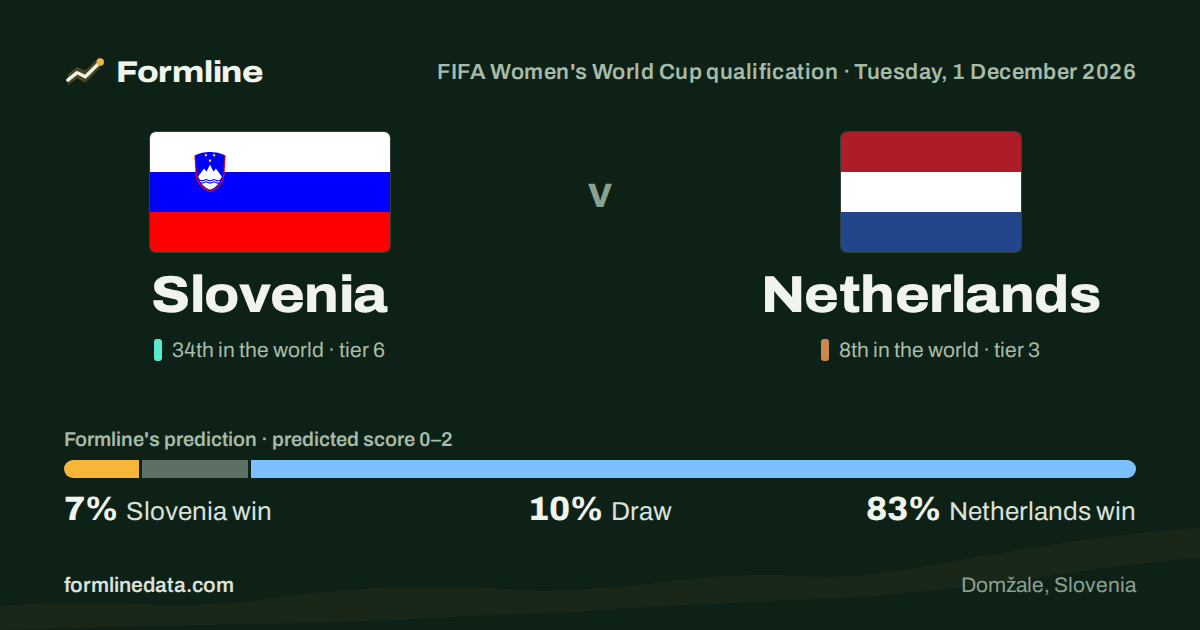 Formline
FIFA Women's World Cup qualification · Tuesday, 1 December 2026
V
Slovenia
Netherlands
34th in the world · tier 6
8th in the world · tier 3
Formline's prediction · predicted score 0–2
7% Slovenia win
10% Draw
83% Netherlands win
formlinedata.com
Domžale, Slovenia